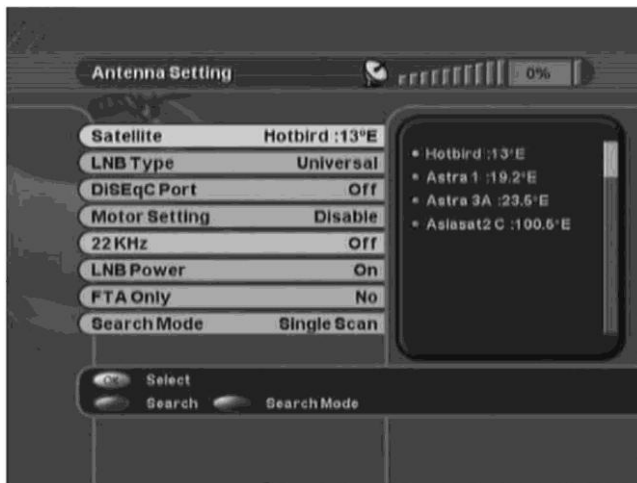 Antenna Setting 0%
Satellite Hotbird :13°E
LNB Type Universal
DiSEqC Port Off
Motor Setting Disable
22 KHz Off
LNB Power On
FTA Only No
Search Mode Single Scan
Hotbird :13°E
Astra 1 :19.2°E
Astra 3A :23.5°E
Asiasat2 C :100.5°E
OK Select
Search Search Mode